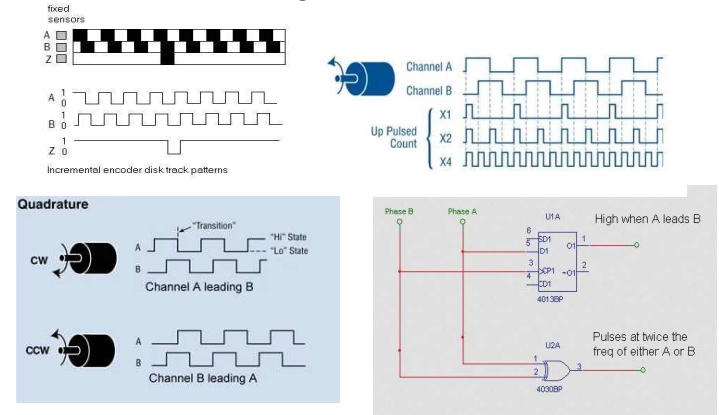 fixed
sensors
A
B
Z
A 1
0
B 1
0
Z 1
0
Incremental encoder disk track patterns
Channel A
Channel B
X1
Up Pulsed
Count
X2
X4
Quadrature
"Transition"
"Hi" State
"Lo" State
CW
A
B
Channel A leading B
CCW
A
B
Channel B leading A
Phase B
Phase A
U1A
High when A leads B
6
SD1
5
D1
O1
1
3
CP1
-O1
2
4
CD1
4013BP
Pulses at twice the
freq of either A or B
U2A
1
2
3
4030BP